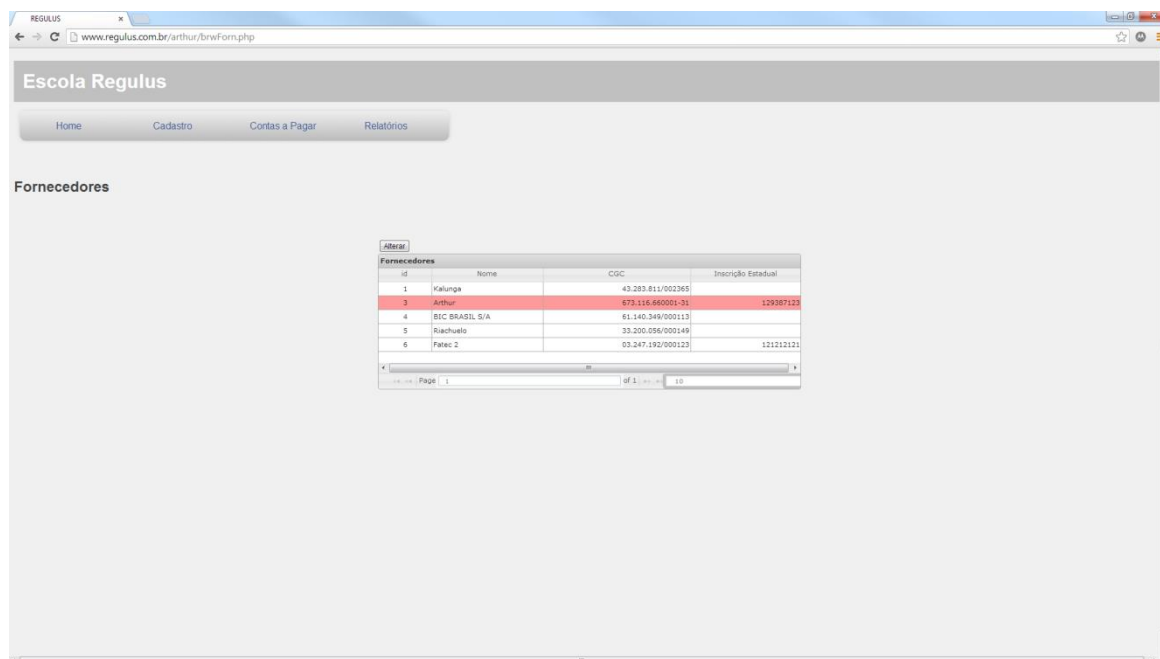 REGULUS
www.regulus.com.br/arthur/brwForn.php
Escola Regulus
Home Cadastro Contas a Pagar Relatórios
Fornecedores
Alterar
Fornecedores
id Nome CGC Inscrição Estadual
1 Kalunga 43.283.811/002365
3 Arthur 673.116.660001-31 129387123
4 BIC BRASIL S/A 61.140.349/000113
5 Riachuelo 33.200.056/000149
6 Fatec 2 03.247.192/000123 121212121
Page 1 of 1 10